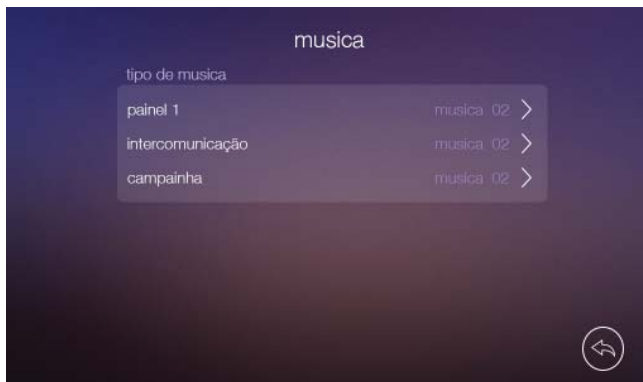 musica
tipo de musica
painel 1 musica 02
intercomunicação musica 02
campainha musica 02